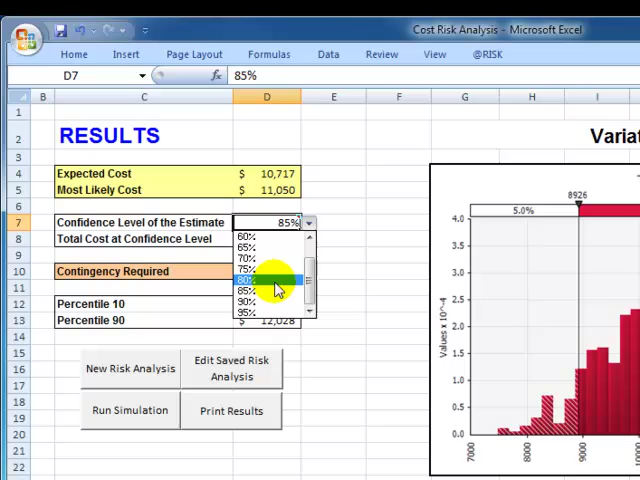 Cost Risk Analysis - Microsoft Excel
Home Insert Page Layout Formulas Data Review View @RISK
D7 fx 85%
B C D E F G H I
1
2 RESULTS Varia
3
4 Expected Cost $ 10,717
5 Most Likely Cost $ 11,050
6
7 Confidence Level of the Estimate 85%
8 Total Cost at Confidence Level
9
10 Contingency Required
11
12 Percentile 10
13 Percentile 90 $ 12,028
14
15
16
17
18
19
20
21
22
60%
65%
70%
75%
80%
85%
90%
95%
New Risk Analysis
Edit Saved Risk
Analysis
Run Simulation
Print Results
8926
5.0%
4.0
3.5
3.0
2.5
2.0
1.5
1.0
0.5
0.0
Values x 10^-4
7000
8000
9000